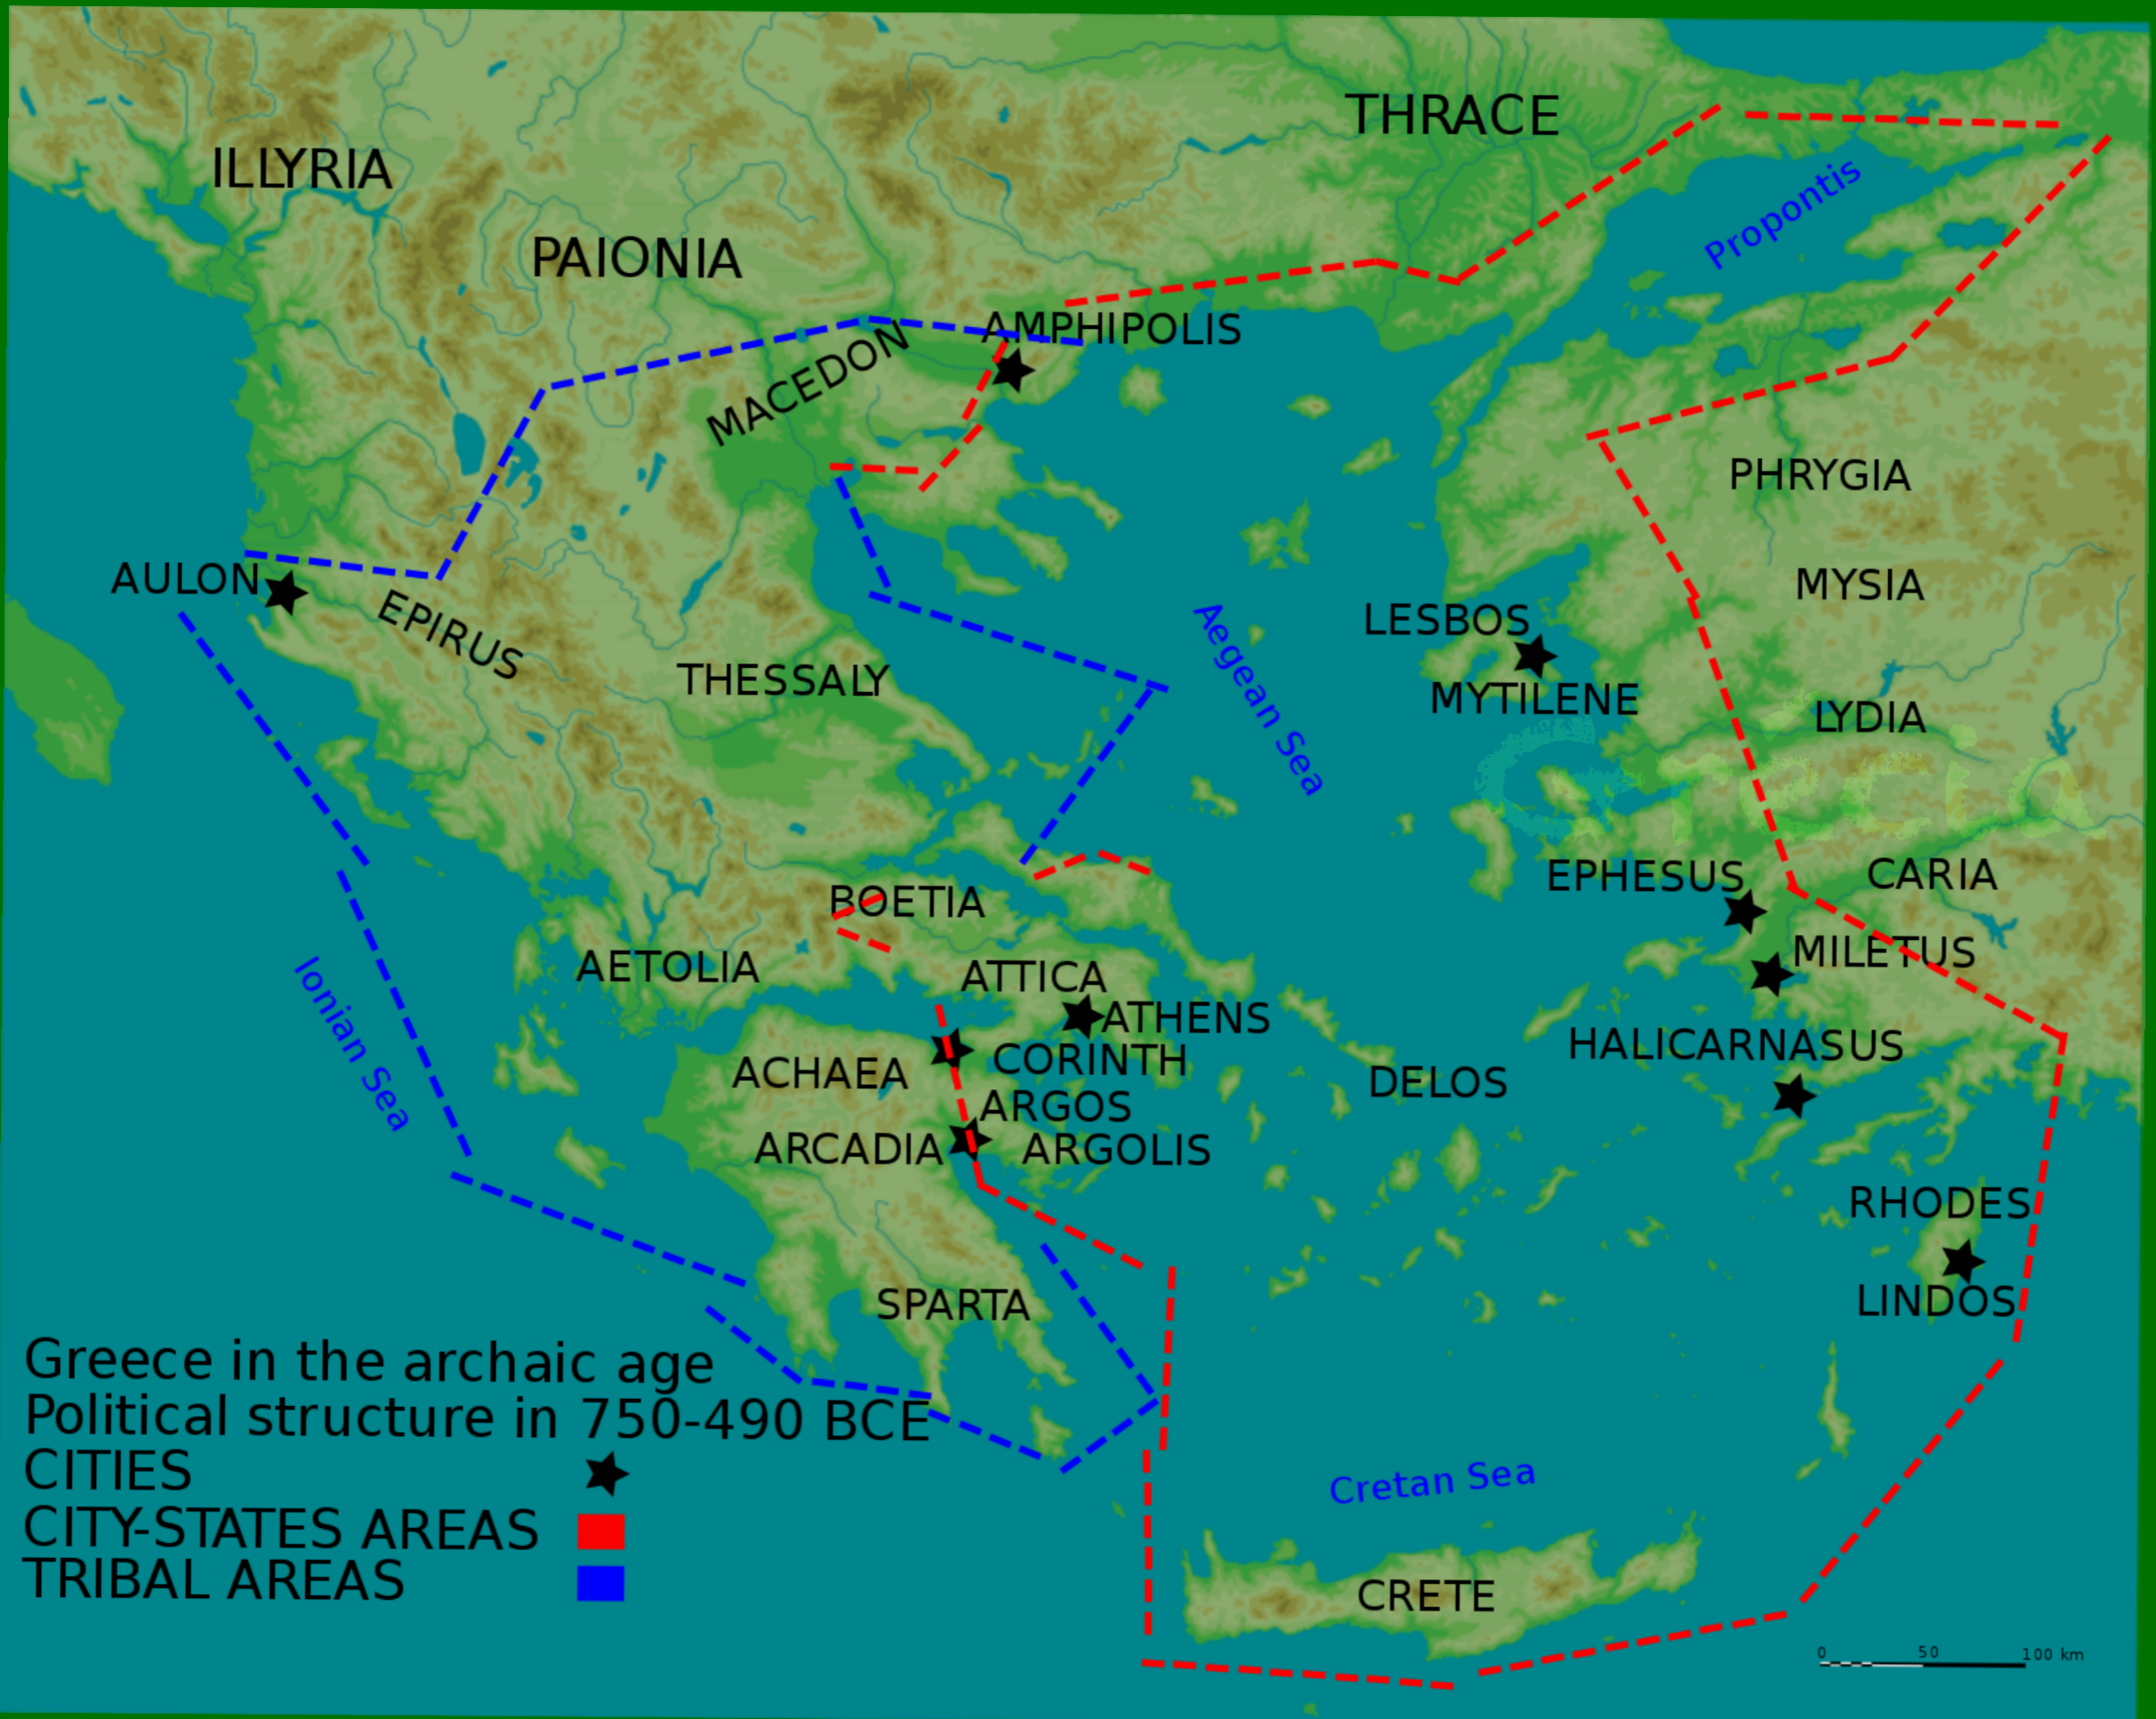 THRACE
ILLYRIA
Propontis
PAIONIA
AMPHIPOLIS
MACEDON
PHRYGIA
AULON
MYSIA
EPIRUS
LESBOS
THESSALY
Aegean Sea
MYTILENE
LYDIA
Grecia
EPHESUS
CARIA
BOETIA
MILETUS
AETOLIA
ATTICA
ATHENS
Ionian Sea
HALICARNASUS
CORINTH
ACHAEA
DELOS
ARGOS
ARCADIA
ARGOLIS
RHODES
LINDOS
SPARTA
Greece in the archaic age
Political structure in 750-490 BCE
CITIES
CITY-STATES AREAS
TRIBAL AREAS
Cretan Sea
CRETE
0 50 100 km